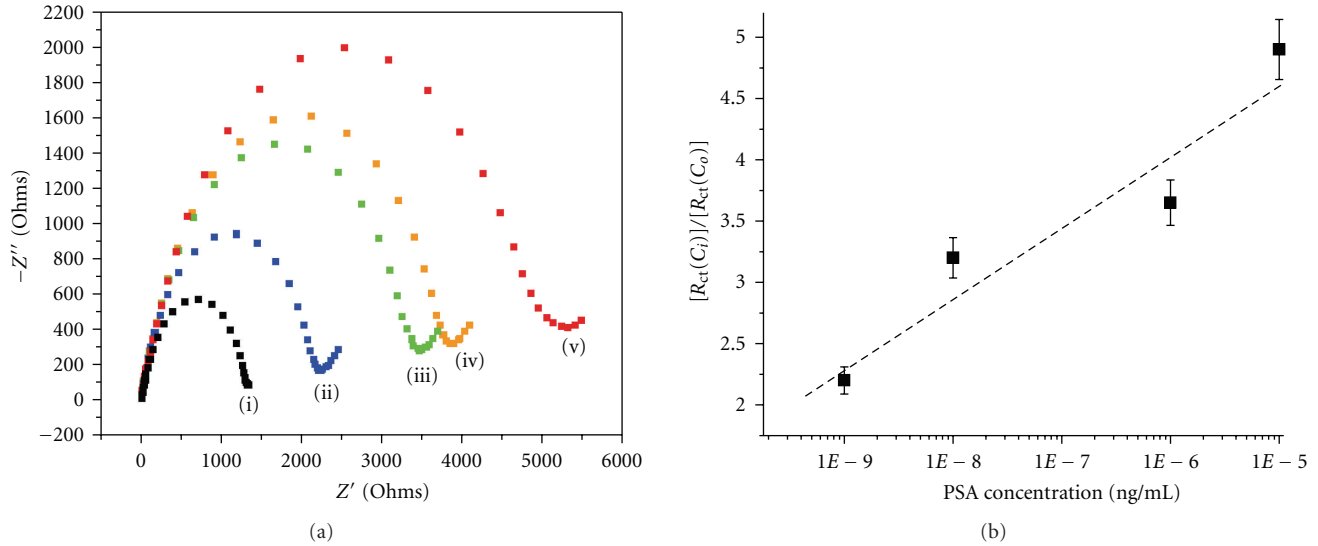 2200
2000
1800
1600
1400
1200
1000
800
600
400
200
0
−200
−Z′′ (Ohms)
(i)
(ii)
(iii)
(iv)
(v)
0 1000 2000 3000 4000 5000 6000
Z′ (Ohms)
(a)
5
4.5
4
3.5
3
2.5
2
[Rct(Ci)]/[Rct(Co)]
1E − 9 1E − 8 1E − 7 1E − 6 1E − 5
PSA concentration (ng/mL)
(b)